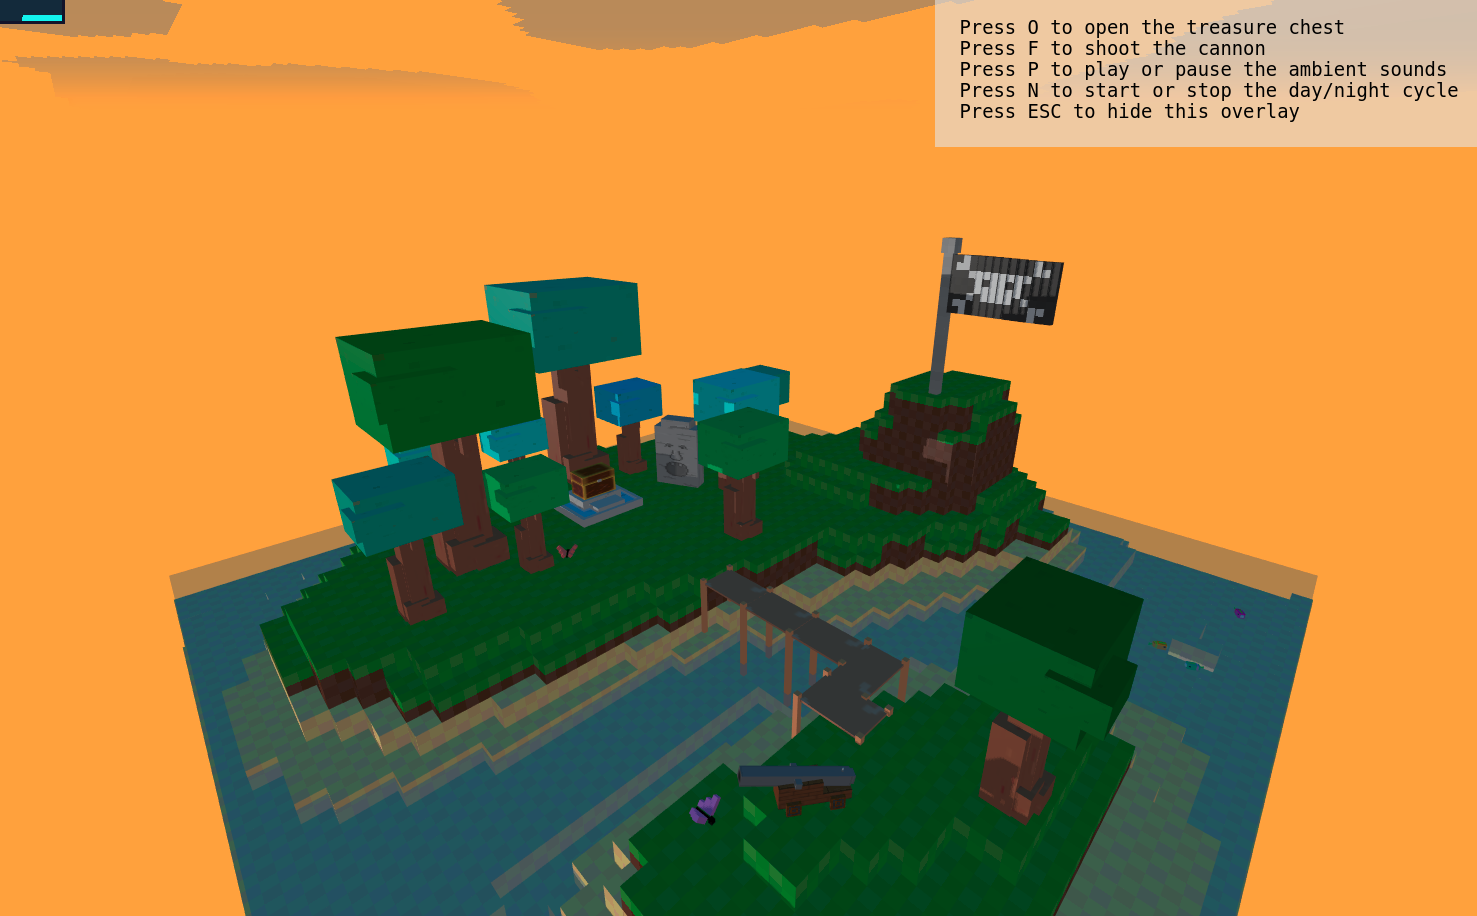 Press O to open the treasure chest
Press F to shoot the cannon
Press P to play or pause the ambient sounds
Press N to start or stop the day/night cycle
Press ESC to hide this overlay